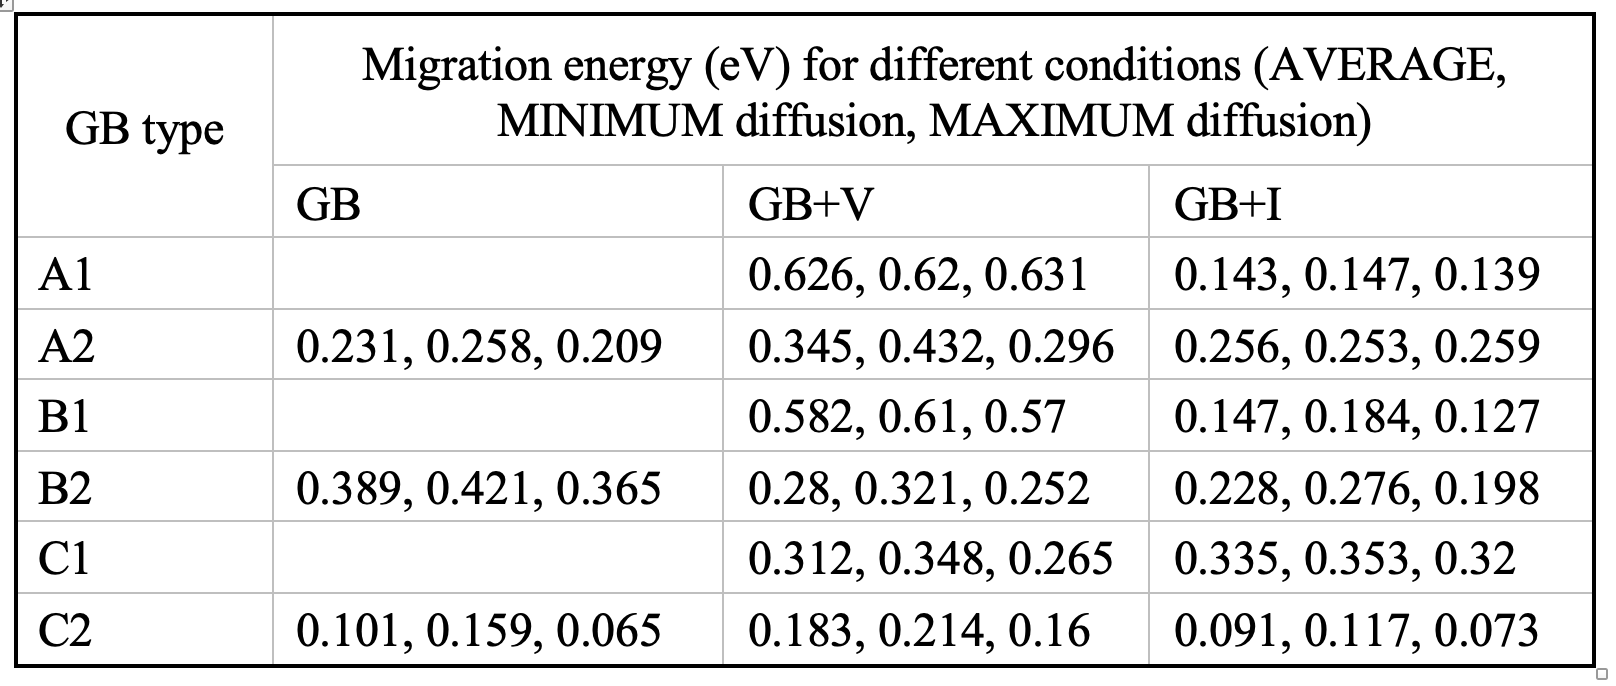 GB type
Migration energy (eV) for different conditions (AVERAGE,
MINIMUM diffusion, MAXIMUM diffusion)
GB GB+V GB+I
A1 0.626, 0.62, 0.631 0.143, 0.147, 0.139
A2 0.231, 0.258, 0.209 0.345, 0.432, 0.296 0.256, 0.253, 0.259
B1 0.582, 0.61, 0.57 0.147, 0.184, 0.127
B2 0.389, 0.421, 0.365 0.28, 0.321, 0.252 0.228, 0.276, 0.198
C1 0.312, 0.348, 0.265 0.335, 0.353, 0.32
C2 0.101, 0.159, 0.065 0.183, 0.214, 0.16 0.091, 0.117, 0.073